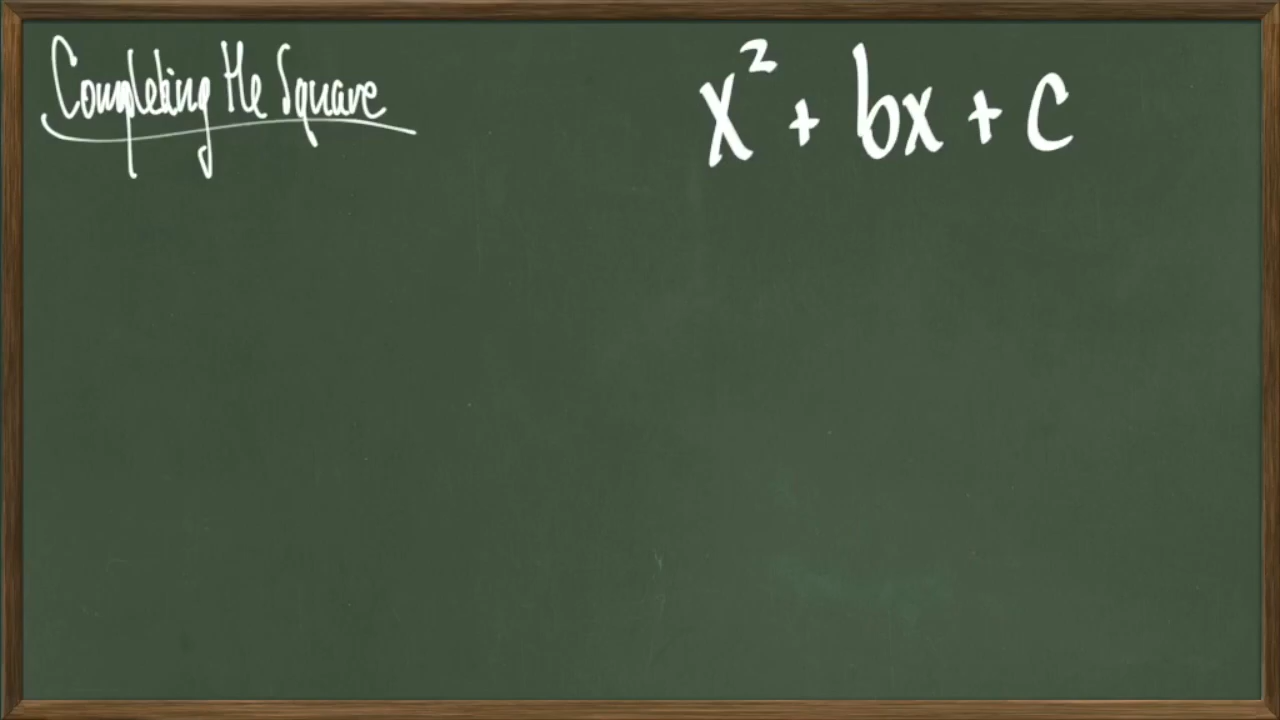 Completing the Square
x² + bx + c